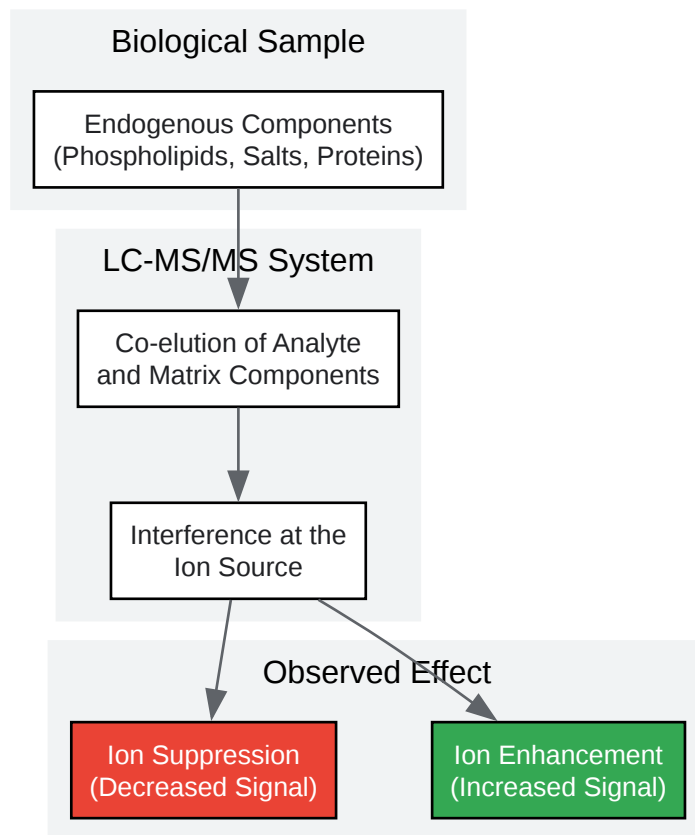 Biological Sample
Endogenous Components
(Phospholipids, Salts, Proteins)
LC-MS/MS System
Co-elution of Analyte
and Matrix Components
Interference at the
Ion Source
Observed Effect
Ion Suppression
(Decreased Signal)
Ion Enhancement
(Increased Signal)